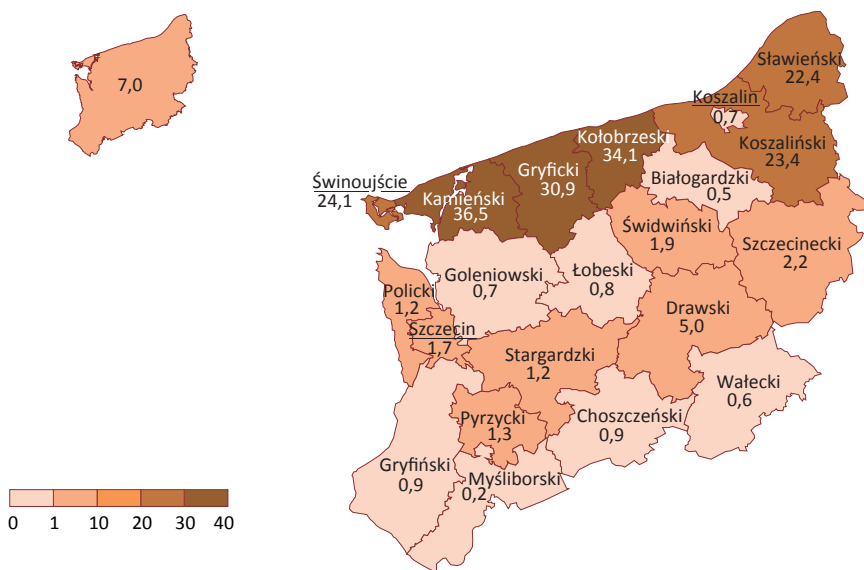 7,0
Sławieński
22,4
Koszalin
0,7
Koszaliński
23,4
Kołobrzeski
34,1
Gryficki
30,9
Białogardzki
0,5
Świnoujście
24,1
Kamieński
36,5
Świdwiński
1,9
Szczecinecki
2,2
Goleniowski
0,7
Łobeski
0,8
Policki
1,2
Szczecin
1,7
Drawski
5,0
Stargardzki
1,2
Wałecki
0,6
Pyrzycki
1,3
Choszczeński
0,9
Gryfiński
0,9
Myśliborski
0,2
0 1 10 20 30 40